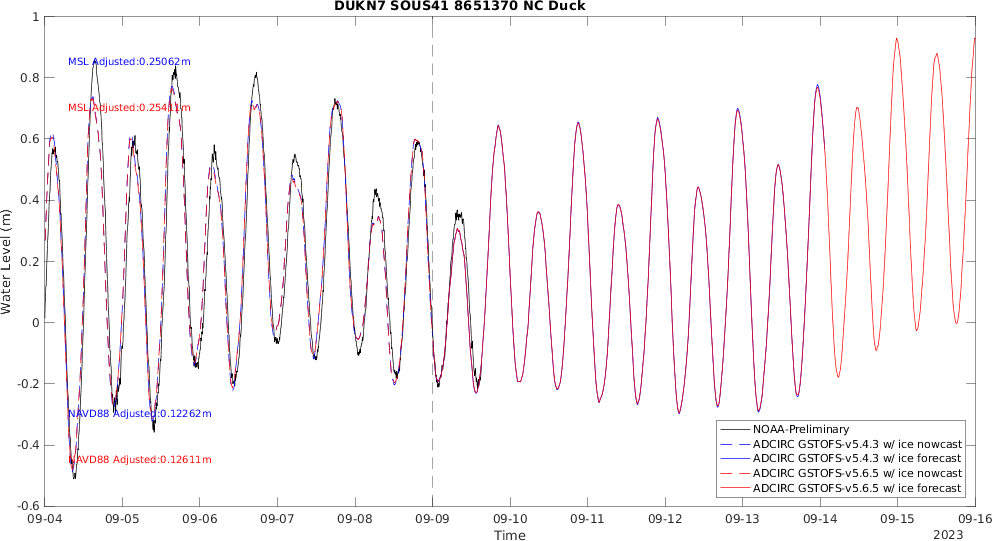 DUKN7 SOUS41 8651370 NC Duck
1
0.8
0.6
0.4
0.2
0
-0.2
-0.4
-0.6
Water Level (m)
MSL Adjusted:0.25062m
MSL Adjusted:0.25411m
NAVD88 Adjusted:0.12262m
NAVD88 Adjusted:0.12611m
NOAA-Preliminary
ADCIRC GSTOFS-v5.4.3 w/ ice nowcast
ADCIRC GSTOFS-v5.4.3 w/ ice forecast
ADCIRC GSTOFS-v5.6.5 w/ ice nowcast
ADCIRC GSTOFS-v5.6.5 w/ ice forecast
09-04 09-05 09-06 09-07 09-08 09-09 09-10 09-11 09-12 09-13 09-14 09-15 09-16
Time
2023